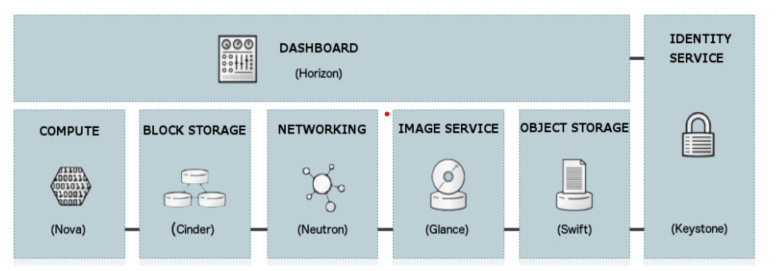 DASHBOARD
(Horizon)
IDENTITY
SERVICE
(Keystone)
COMPUTE
(Nova)
BLOCK STORAGE
(Cinder)
NETWORKING
(Neutron)
IMAGE SERVICE
(Glance)
OBJECT STORAGE
(Swift)